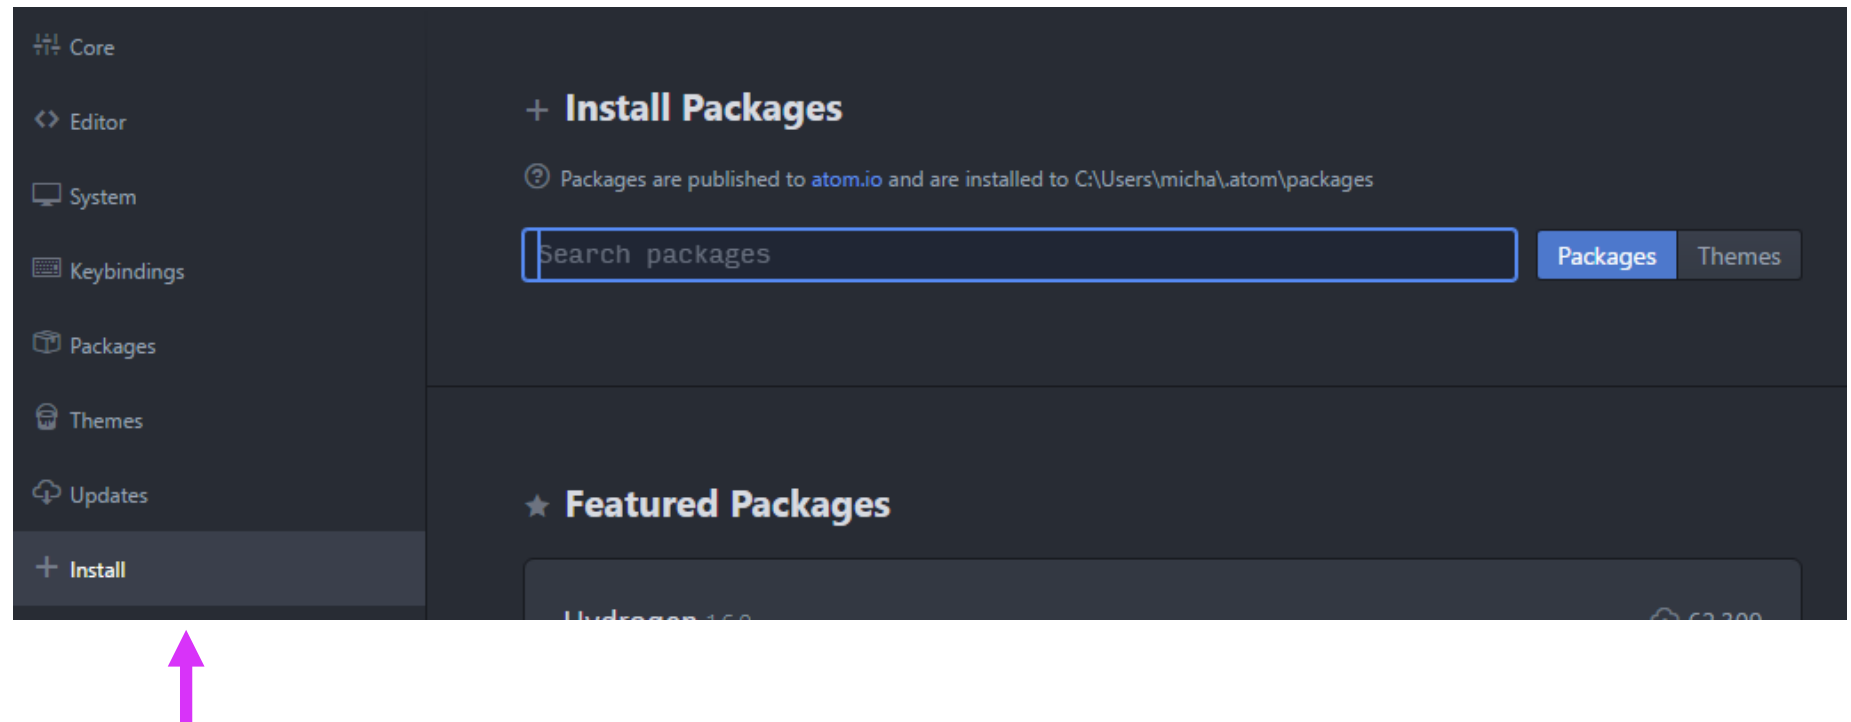 Core
Editor
System
Keybindings
Packages
Themes
Updates
Install
Install Packages
Packages are published to atom.io and are installed to C:\Users\micha\.atom\packages
Search packages
Packages Themes
Featured Packages
Hydrogen